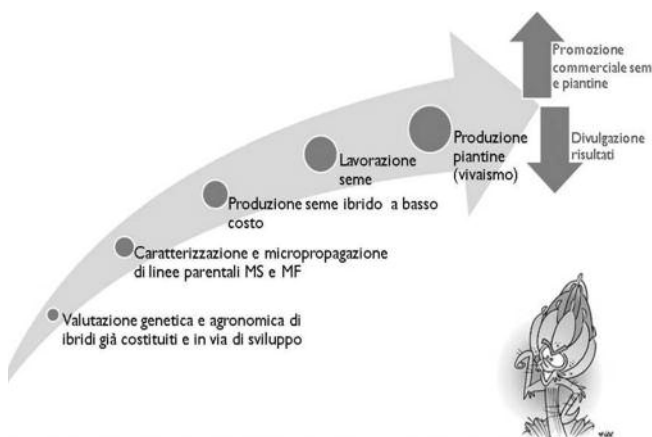 Promozione
commerciale sem
e piantine
Divulgazione
risultati
Produzione
piantine
(vivaismo)
Lavorazione
seme
Produzione seme ibrido a basso
costo
Caratterizzazione e micropropagazione
di linee parentali MS e MF
Valutazione genetica e agronomica di
ibridi già costituiti e in via di sviluppo